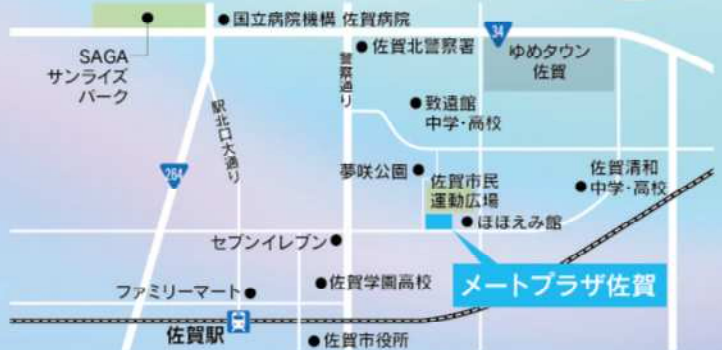 国立病院機構 佐賀病院
34
SAGA
サンライズ
パーク
佐賀北警察署
ゆめタウン
佐賀
警察通り
駅北口大通り
致遠館
中学・高校
264
夢咲公園
佐賀市民
運動広場
佐賀清和
中学・高校
ほほえみ館
セブンイレブン
メートプラザ佐賀
佐賀学園高校
ファミリーマート
佐賀駅
佐賀市役所